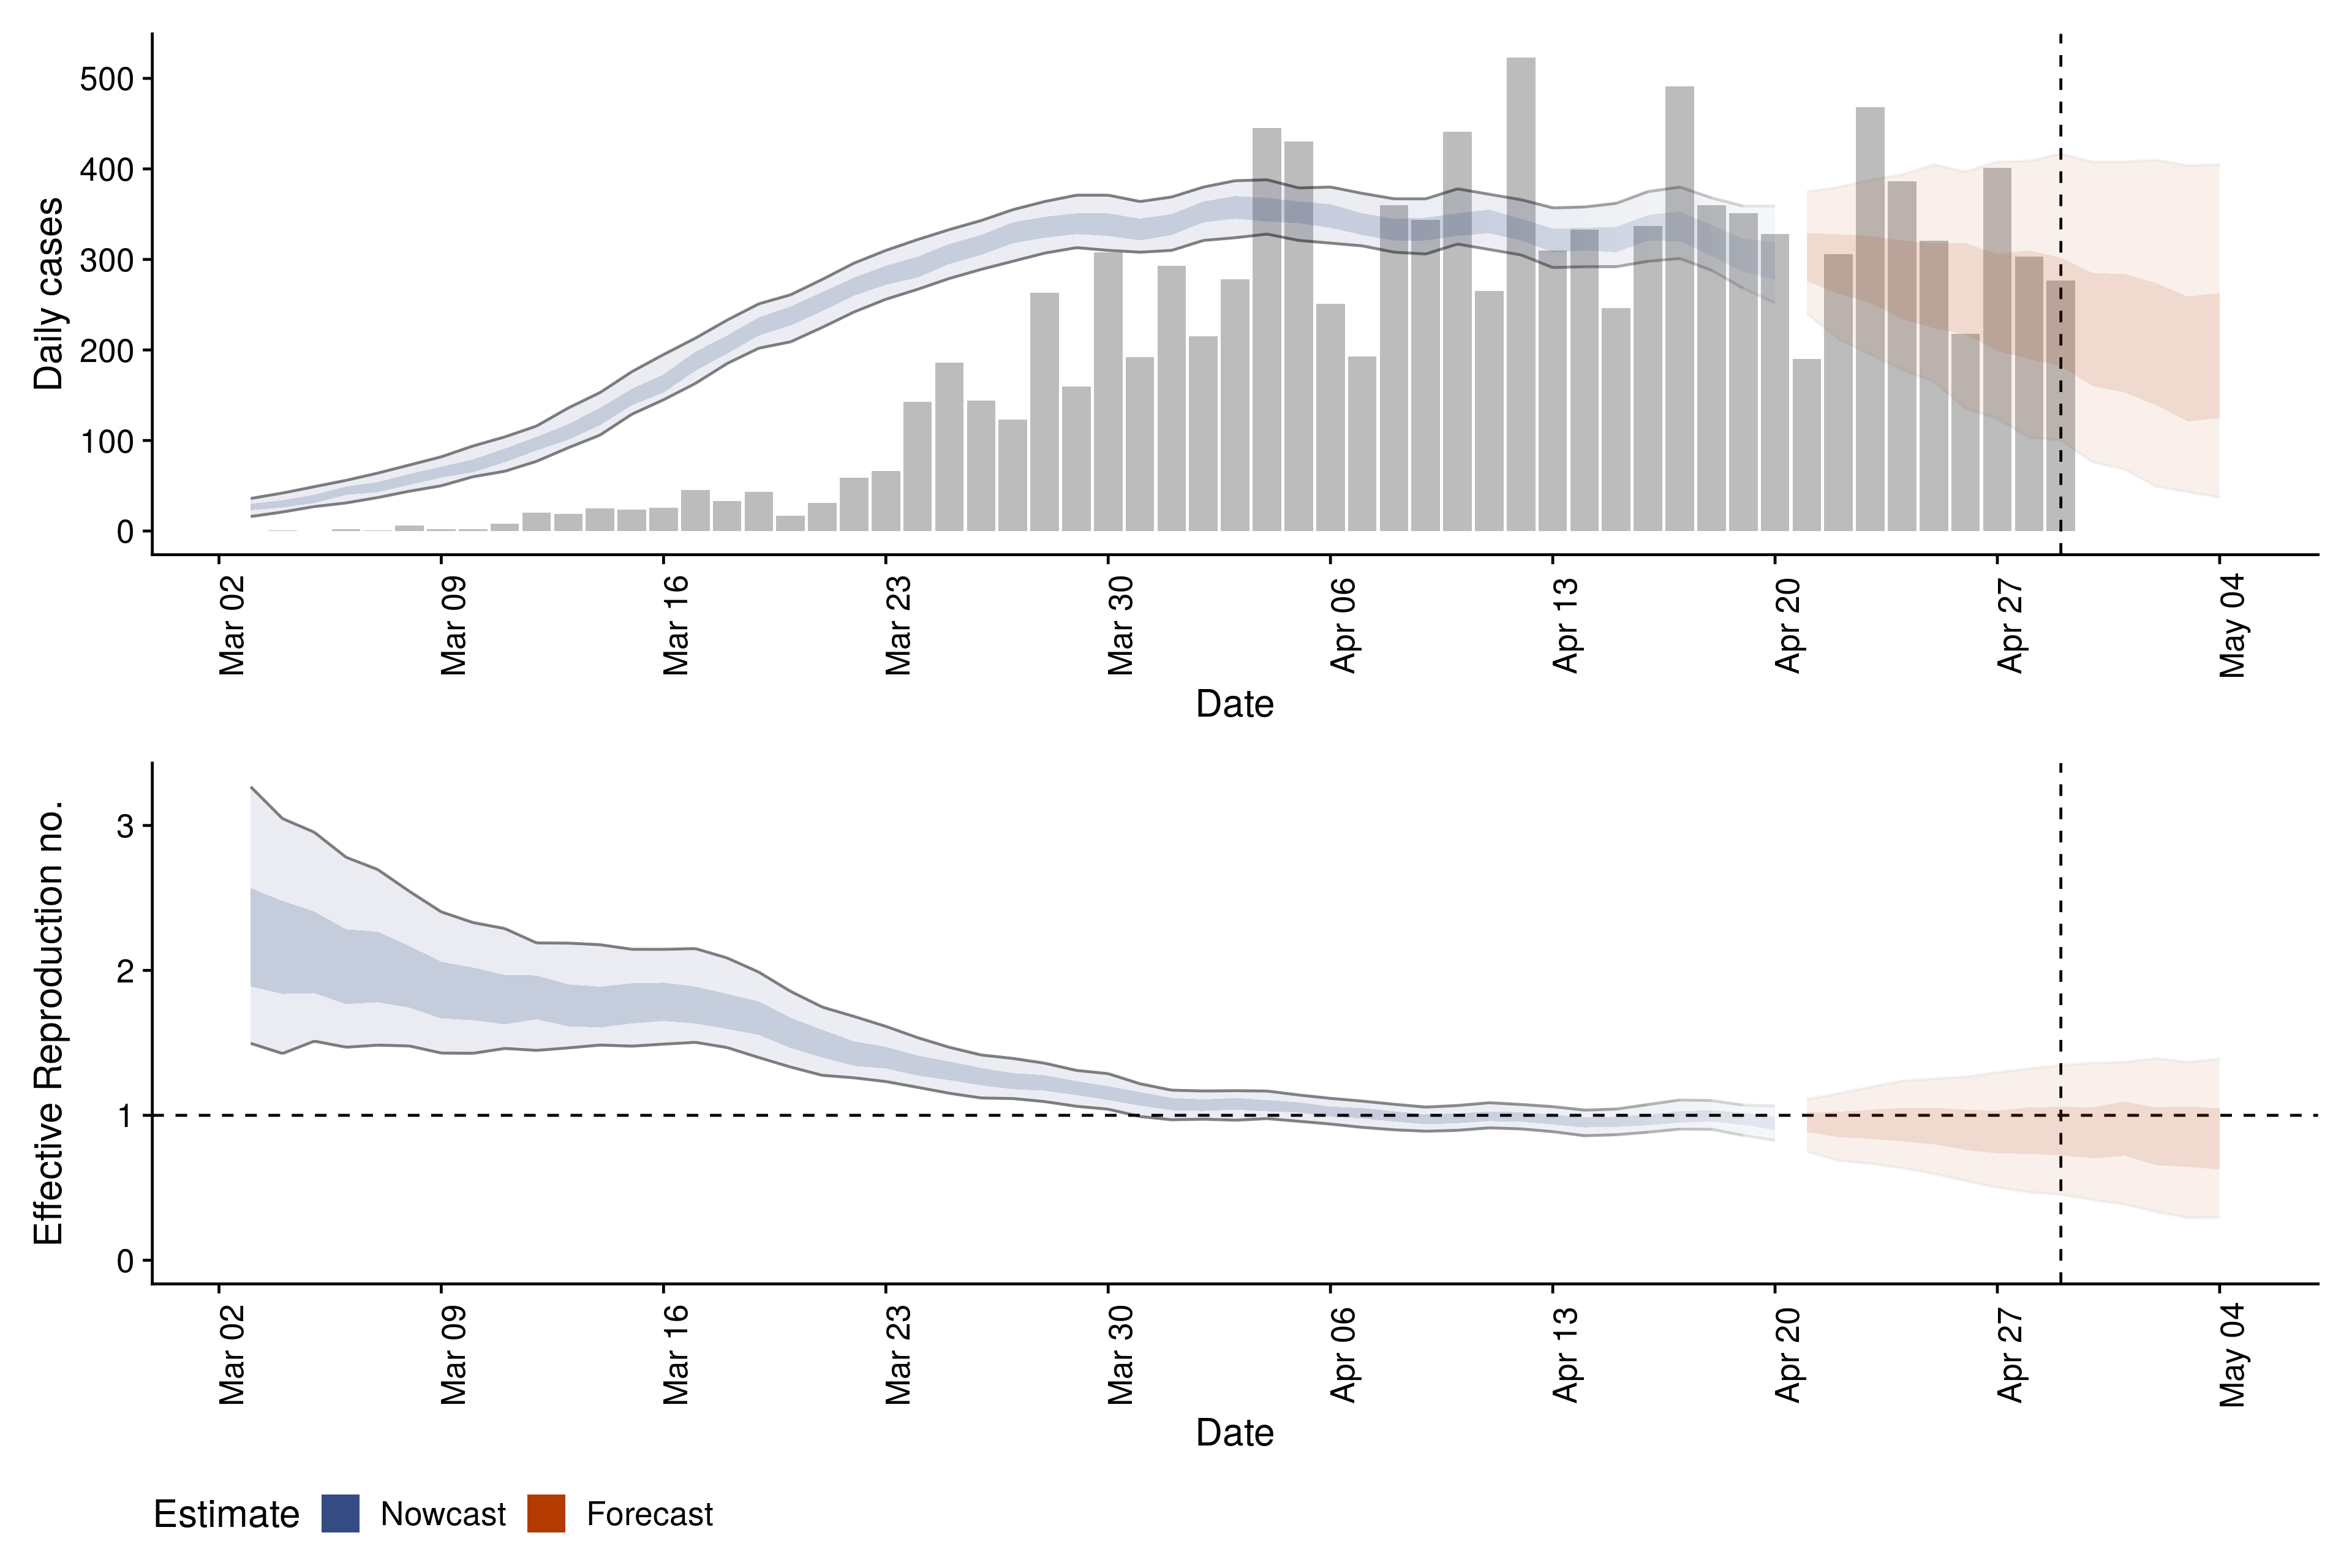 Daily cases
500
400
300
200
100
0
Mar 02
Mar 09
Mar 16
Mar 23
Mar 30
Apr 06
Apr 13
Apr 20
Apr 27
May 04
Date
Effective Reproduction no.
3
2
1
0
Mar 02
Mar 09
Mar 16
Mar 23
Mar 30
Apr 06
Apr 13
Apr 20
Apr 27
May 04
Date
Estimate Nowcast Forecast